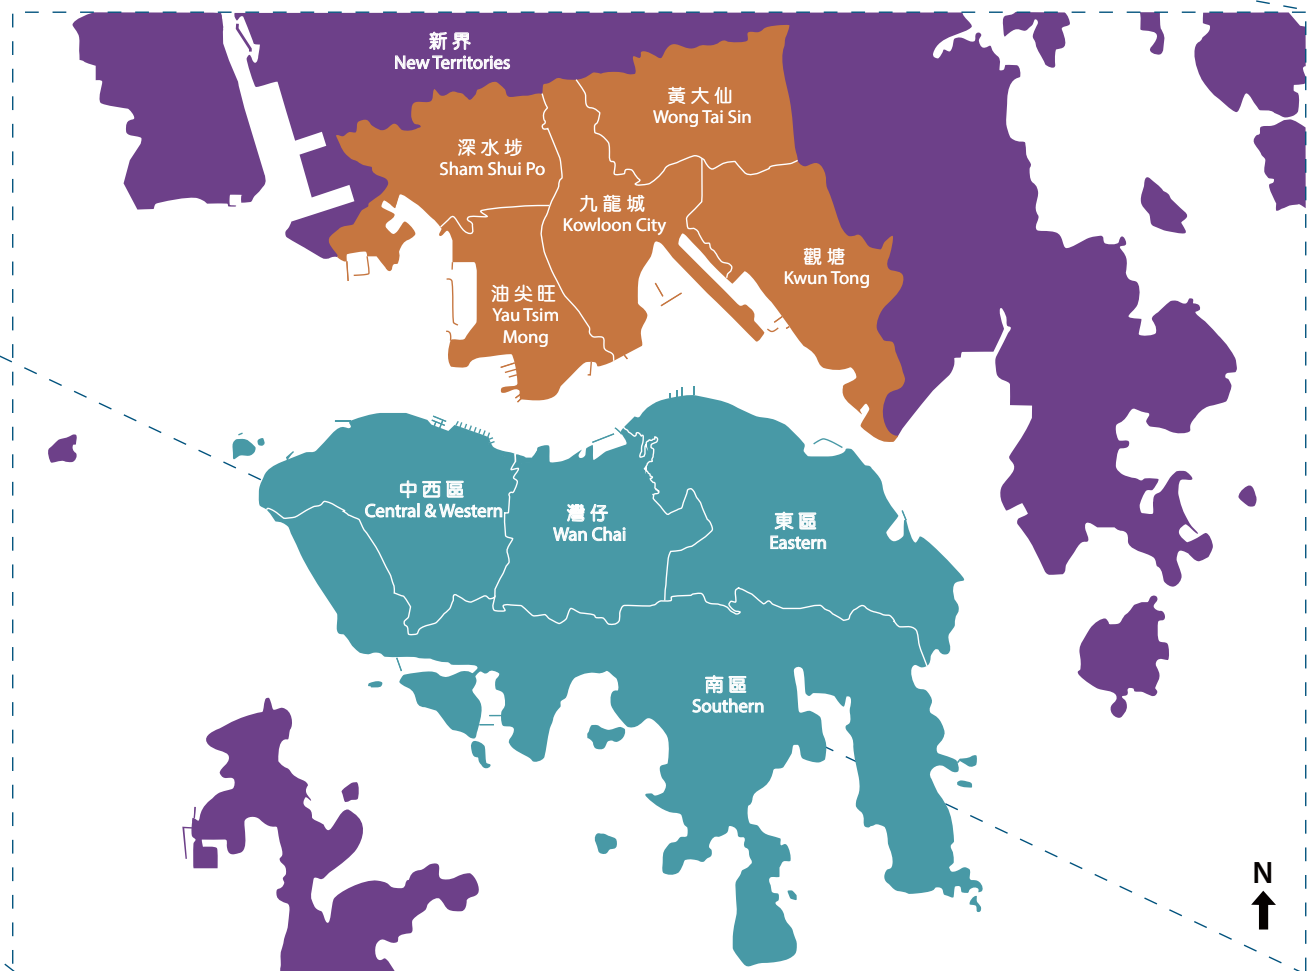 新界
New Territories
黃大仙
Wong Tai Sin
深水埗
Sham Shui Po
九龍城
Kowloon City
觀塘
Kwun Tong
油尖旺
Yau Tsim
Mong
中西區
Central & Western
灣仔
Wan Chai
東區
Eastern
南區
Southern
N